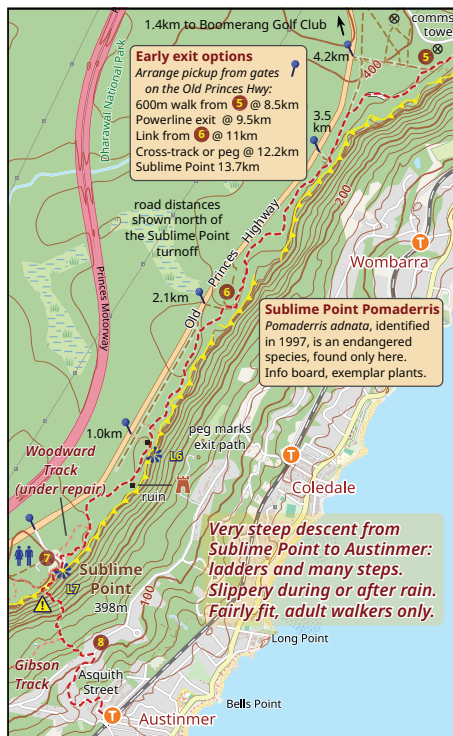 1.4km to Boomerang Golf Club
comms
tower
5
4.2km
400
Dharawal National Park
Early exit options
Arrange pickup from gates
on the Old Princes Hwy:
600m walk from 5 @ 8.5km
Powerline exit @ 9.5km
Link from 6 @ 11km
Cross-track or peg @ 12.2km
Sublime Point 13.7km
3.5
km
200
road distances
shown north of
the Sublime Point
turnoff
Old Princes Highway
T
Wombarra
Princes Motorway
2.1km
6
Sublime Point Pomaderris
Pomaderris adnata, identified
in 1997, is an endangered
species, found only here.
Info board, exemplar plants.
1.0km
peg marks
exit path
L6
Woodward
Track
(under repair)
ruin
T
Coledale
7
Sublime
Point
L7
398m
100
Very steep descent from
Sublime Point to Austinmer:
ladders and many steps.
Slippery during or after rain.
Fairly fit, adult walkers only.
8
Long Point
Gibson
Track
Asquith
Street
T
Austinmer
Bells Point